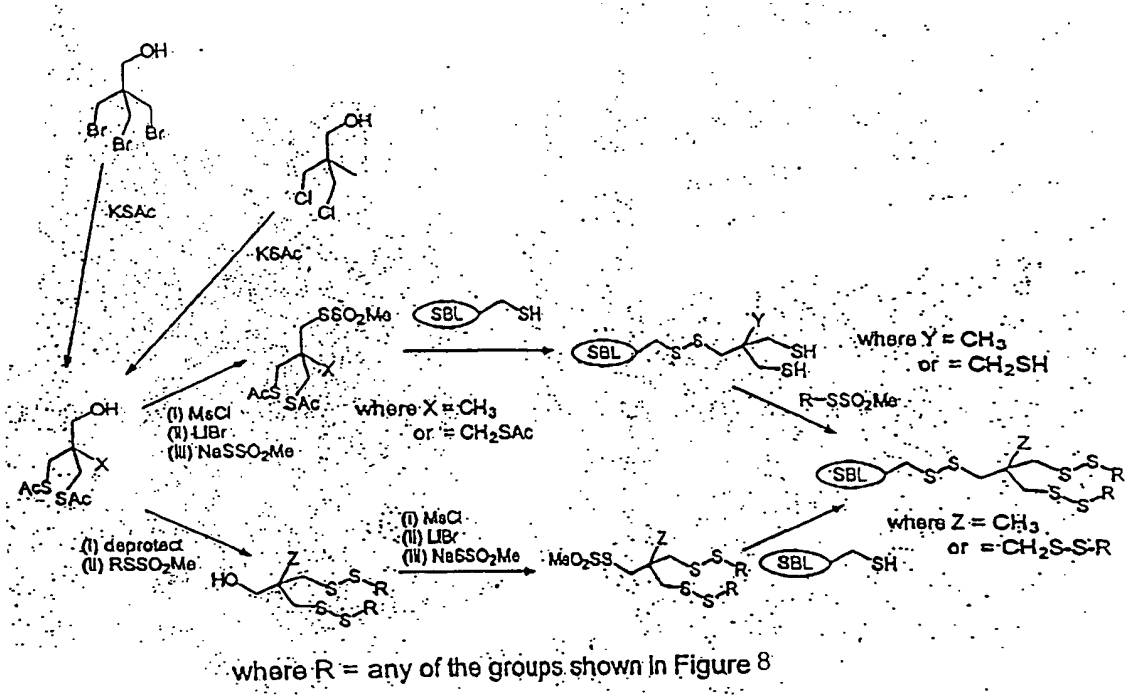 OH
Br
Br
Br
KSAc
OH
Cl
Cl
KSAc
SSO2Me
X
AcS
SAc
where X = CH3
or = CH2SAc
SBL
SH
SBL
S
S
Y
SH
SH
where Y = CH3
or = CH2SH
R-SSO2Me
OH
X
AcS
SAc
(i) MsCl
(ii) LiBr
(iii) NaSSO2Me
SBL
S
S
Z
S
S
R
S
S
R
where Z = CH3
or = CH2S-S-R
(i) deprotect
(ii) RSSO2Me
HO
Z
S
S
R
S
S
R
(i) MsCl
(ii) LiBr
(iii) NaSSO2Me
MeO2SS
Z
S
S
R
S
S
R
SBL
SH
where R = any of the groups shown in Figure 8